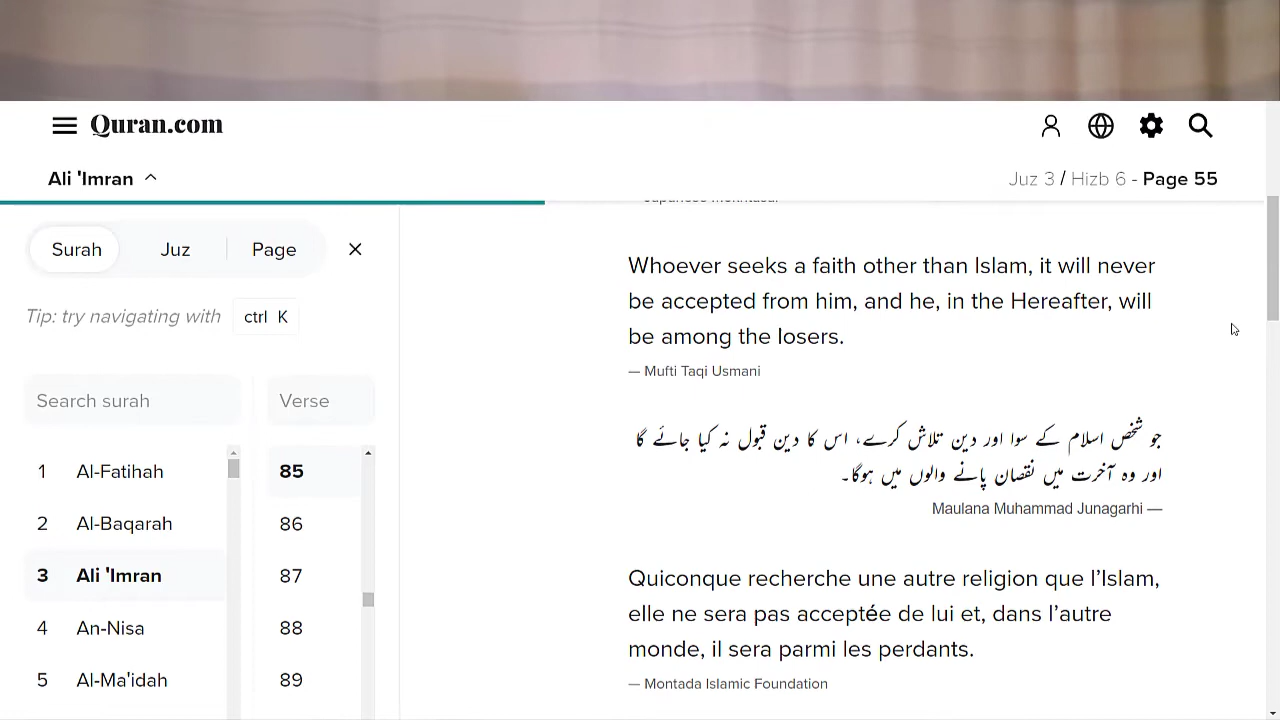 Quran.com
Ali 'Imran
Juz 3 / Hizb 6 - Page 55
Surah Juz Page
Tip: try navigating with ctrl K
Search surah
Verse
1 Al-Fatihah
2 Al-Baqarah
3 Ali 'Imran
4 An-Nisa
5 Al-Ma'idah
85
86
87
88
89
Whoever seeks a faith other than Islam, it will never
be accepted from him, and he, in the Hereafter, will
be among the losers.
— Mufti Taqi Usmani
جو شخص اسلام کے سوا اور دین تلاش کرے، اس کا دین قبول نہ کیا جائے گا
اور وہ آخرت میں نقصان پانے والوں میں ہوگا۔
Maulana Muhammad Junagarhi —
Quiconque recherche une autre religion que l’Islam,
elle ne sera pas acceptée de lui et, dans l’autre
monde, il sera parmi les perdants.
— Montada Islamic Foundation